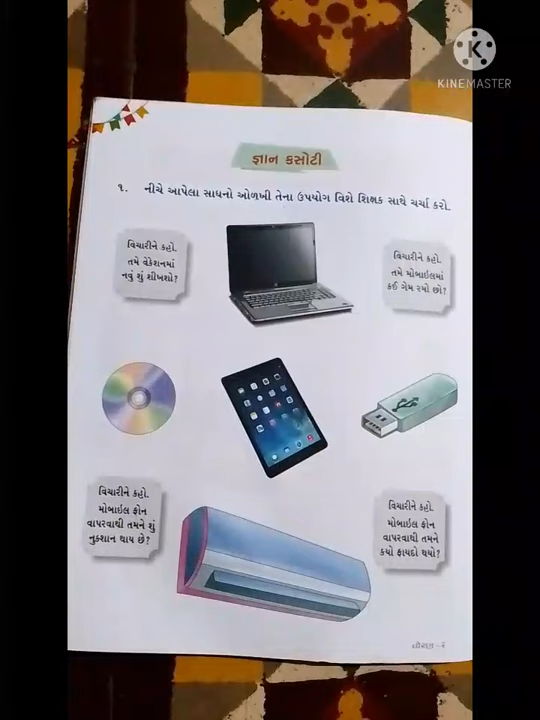 KINEMASTER
જ્ઞાન કસોટી
૧. નીચે આપેલા સાધનો ઓળખી તેના ઉપયોગ વિશે શિક્ષક સાથે ચર્ચા કરો.
વિચારીને કહો.
તમે વેકેશનમાં
નવું શું શીખશો?
વિચારીને કહો.
તમે મોબાઇલમાં
કઈ ગેમ રમો છો?
વિચારીને કહો.
મોબાઇલ ફોન
વાપરવાથી તમને શું
નુકશાન થાય છે?
વિચારીને કહો.
મોબાઇલ ફોન
વાપરવાથી તમને
કયો ફાયદો થયો?